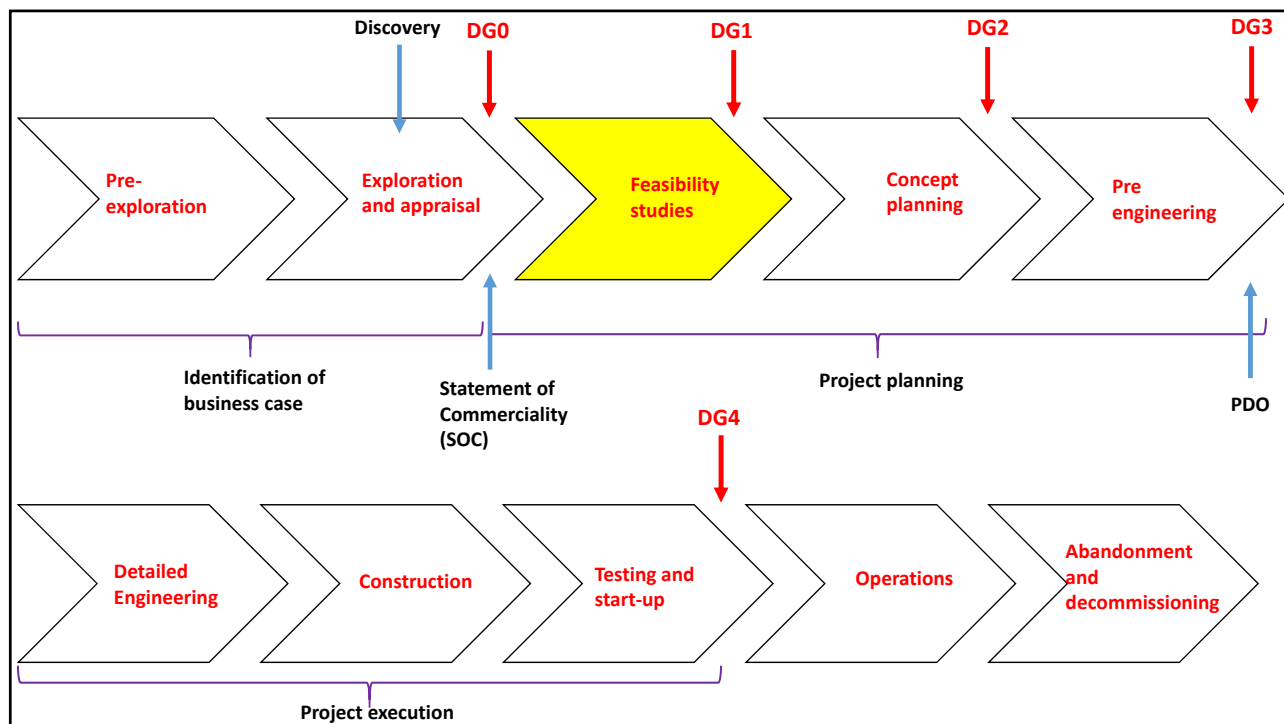 Discovery
DG0
DG1
DG2
DG3
Pre-
exploration
Exploration
and appraisal
Feasibility
studies
Concept
planning
Pre
engineering
Identification of
business case
Statement of
Commerciality
(SOC)
Project planning
PDO
DG4
Detailed
Engineering
Construction
Testing and
start-up
Operations
Abandonment
and
decommissioning
Project execution